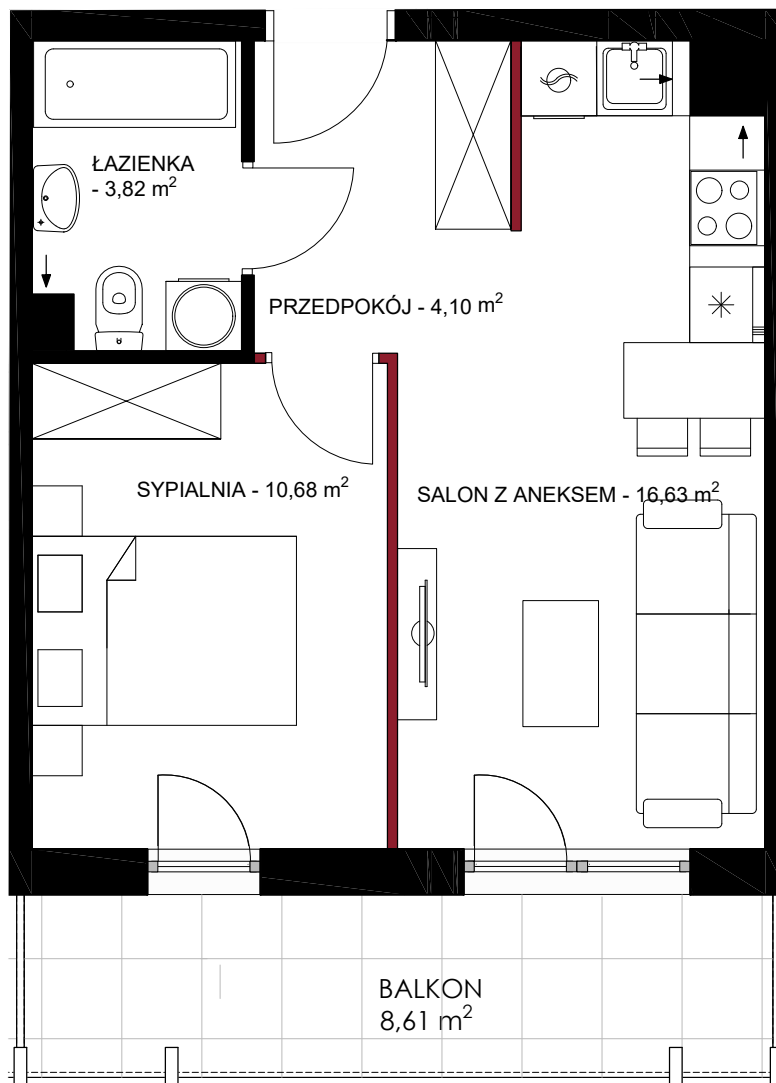 ŁAZIENKA
- 3,82 m²
PRZEDPOKÓJ - 4,10 m²
SYPIALNIA - 10,68 m²
SALON Z ANEKSEM - 16,63 m²
BALKON
8,61 m²